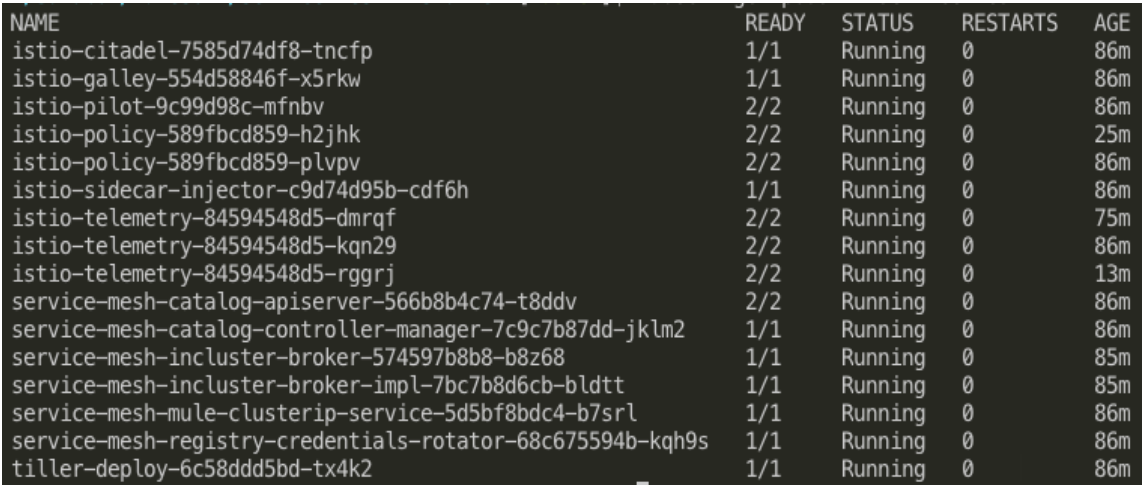 NAME READY STATUS RESTARTS AGE
istio-citadel-7585d74df8-tncfp 1/1 Running 0 86m
istio-galley-554d58846f-x5rkw 1/1 Running 0 86m
istio-pilot-9c99d98c-mfnbv 2/2 Running 0 86m
istio-policy-589fbcd859-h2jhk 2/2 Running 0 25m
istio-policy-589fbcd859-plvpv 2/2 Running 0 86m
istio-sidecar-injector-c9d74d95b-cdf6h 1/1 Running 0 86m
istio-telemetry-84594548d5-dmrqf 2/2 Running 0 75m
istio-telemetry-84594548d5-kqn29 2/2 Running 0 86m
istio-telemetry-84594548d5-rggrj 2/2 Running 0 13m
service-mesh-catalog-apiserver-566b8b4c74-t8ddv 2/2 Running 0 86m
service-mesh-catalog-controller-manager-7c9c7b87dd-jklm2 1/1 Running 0 86m
service-mesh-incluster-broker-574597b8b8-b8z68 1/1 Running 0 85m
service-mesh-incluster-broker-impl-7bc7b8d6cb-bldtt 1/1 Running 0 85m
service-mesh-mule-clusterip-service-5d5bf8bdc4-b7srl 1/1 Running 0 86m
service-mesh-registry-credentials-rotator-68c675594b-kqh9s 1/1 Running 0 86m
tiller-deploy-6c58ddd5bd-tx4k2 1/1 Running 0 86m